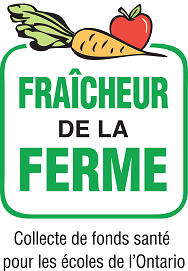 FRAÎCHEUR
DE LA
FERME
Collecte de fonds santé
pour les écoles de l'Ontario